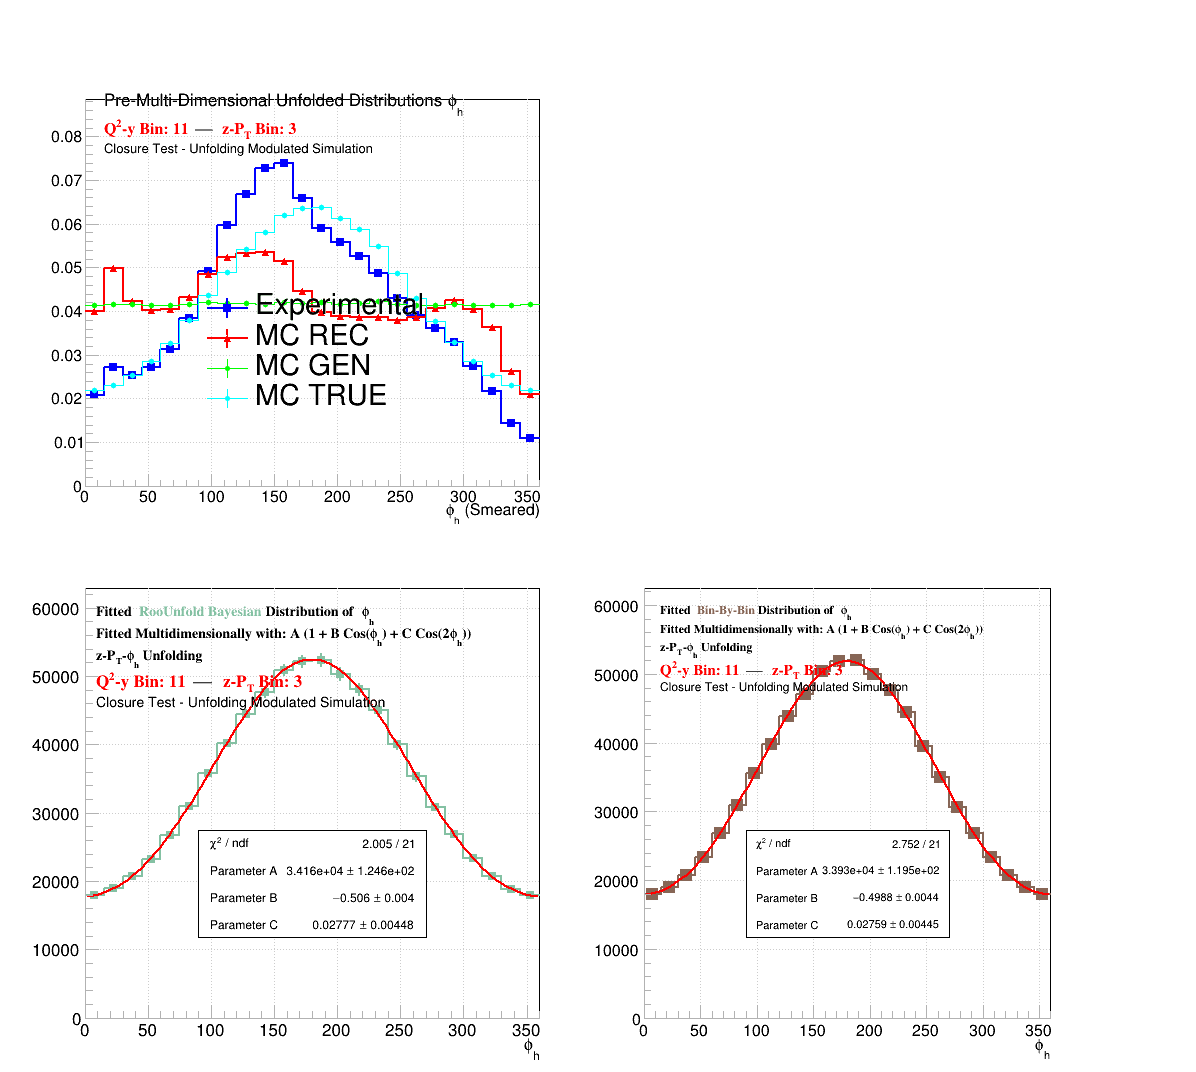 Pre-Multi-Dimensional Unfolded Distributions ϕh
Q2-y Bin: 11 — z-PT Bin: 3
Closure Test - Unfolding Modulated Simulation
0.08
0.07
0.06
0.05
0.04
0.03
0.02
0.01
0
Experimental
MC REC
MC GEN
MC TRUE
0 50 100 150 200 250 300 350
ϕh (Smeared)
Fitted RooUnfold Bayesian Distribution of ϕh
Fitted Multidimensionally with: A (1 + B Cos(ϕh) + C Cos(2ϕh))
z-PT-ϕh Unfolding
Q2-y Bin: 11 — z-PT Bin: 3
Closure Test - Unfolding Modulated Simulation
60000
50000
40000
30000
20000
10000
0
χ2 / ndf 2.005 / 21
Parameter A 3.416e+04 ± 1.246e+02
Parameter B −0.506 ± 0.004
Parameter C 0.02777 ± 0.00448
0 50 100 150 200 250 300 350
ϕh
Fitted Bin-By-Bin Distribution of ϕh
Fitted Multidimensionally with: A (1 + B Cos(ϕh) + C Cos(2ϕh))
z-PT-ϕh Unfolding
Q2-y Bin: 11 — z-PT Bin: 3
Closure Test - Unfolding Modulated Simulation
60000
50000
40000
30000
20000
10000
0
χ2 / ndf 2.752 / 21
Parameter A 3.393e+04 ± 1.195e+02
Parameter B −0.4988 ± 0.0044
Parameter C 0.02759 ± 0.00445
0 50 100 150 200 250 300 350
ϕh